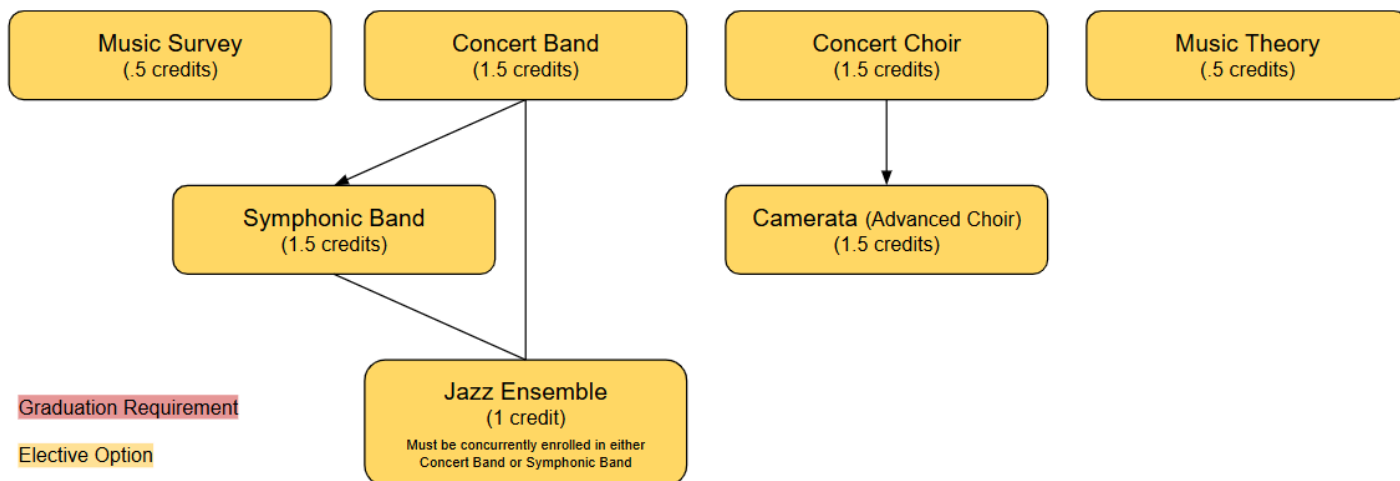 Music Survey
(.5 credits)
Concert Band
(1.5 credits)
Concert Choir
(1.5 credits)
Music Theory
(.5 credits)
Symphonic Band
(1.5 credits)
Camerata (Advanced Choir)
(1.5 credits)
Jazz Ensemble
(1 credit)
Must be concurrently enrolled in either
Concert Band or Symphonic Band
Graduation Requirement
Elective Option